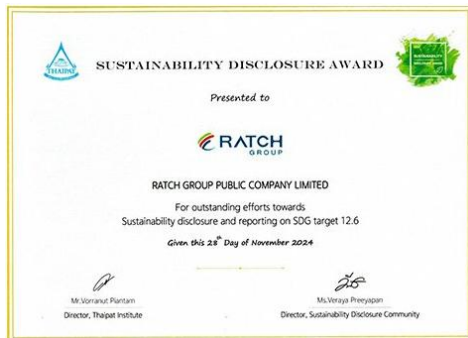 THAIPAT
SUSTAINABILITY DISCLOSURE AWARD
SUSTAINABILITY
Presented to
RATCH
GROUP
RATCH GROUP PUBLIC COMPANY LIMITED
For outstanding efforts towards
Sustainability disclosure and reporting on SDG target 12.6
Given this 28th Day of November 2024
Mr.Vorranut Piantam
Ms.Veraya Preeyapan
Director, Thaipat Institute
Director, Sustainability Disclosure Community